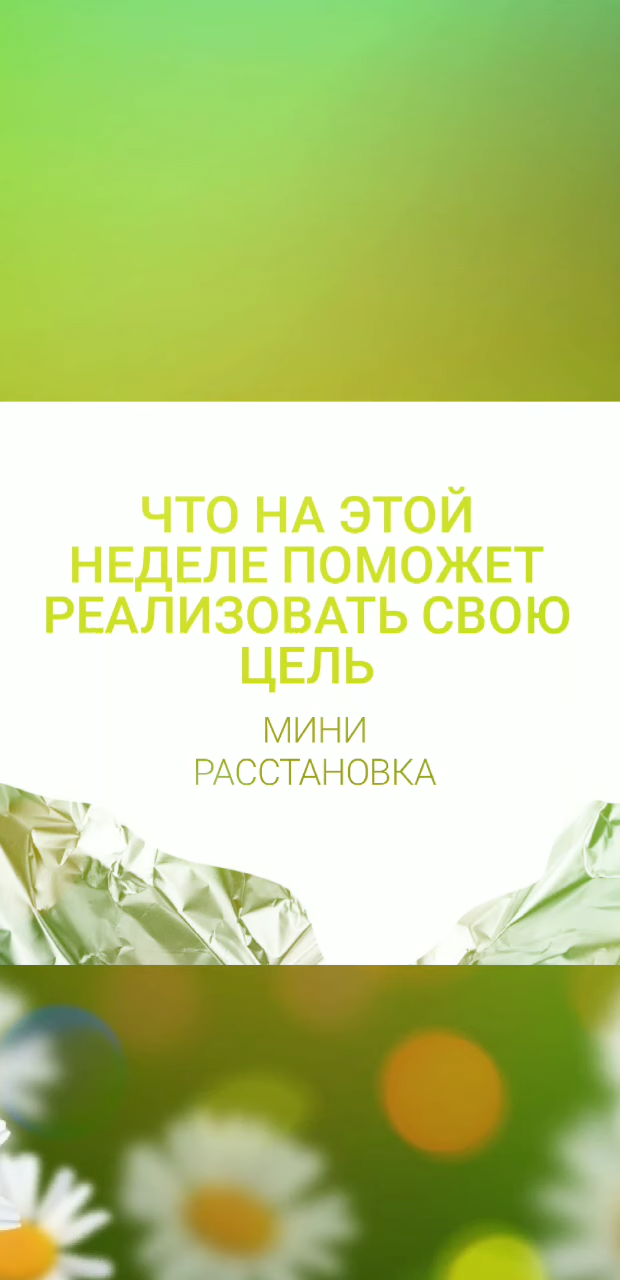 ЧТО НА ЭТОЙ
НЕДЕЛЕ ПОМОЖЕТ
РЕАЛИЗОВАТЬ СВОЮ
ЦЕЛЬ
МИНИ
РАССТАНОВКА